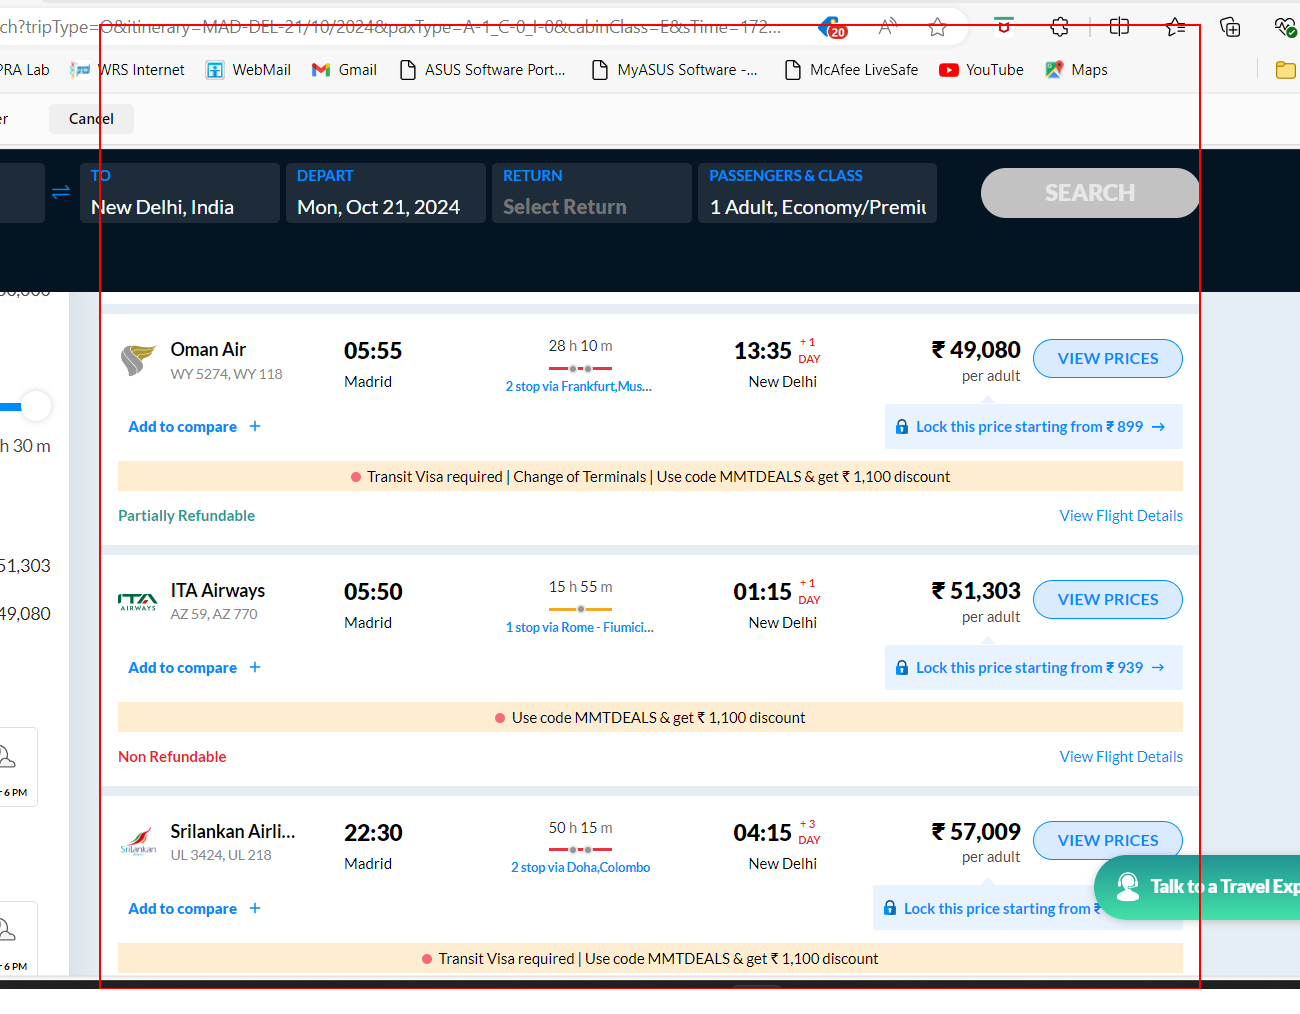 ch?tripType=O&itinerary=MAD-DEL-21/10/2024&paxType=A-1_C-0_I-0&cabinClass=E&sTime=172...
20
PRA Lab
WRS Internet
WebMail
Gmail
ASUS Software Port...
MyASUS Software -...
McAfee LiveSafe
YouTube
Maps
er
Cancel
TO
New Delhi, India
DEPART
Mon, Oct 21, 2024
RETURN
Select Return
PASSENGERS & CLASS
1 Adult, Economy/Premiu
SEARCH
Oman Air
WY 5274, WY 118
05:55
Madrid
28 h 10 m
2 stop via Frankfurt,Mus...
13:35
+ 1
DAY
New Delhi
₹ 49,080
per adult
VIEW PRICES
Add to compare +
Lock this price starting from ₹ 899 →
h 30 m
Transit Visa required | Change of Terminals | Use code MMTDEALS & get ₹ 1,100 discount
Partially Refundable
View Flight Details
51,303
49,080
ITA AIRWAYS
ITA Airways
AZ 59, AZ 770
05:50
Madrid
15 h 55 m
1 stop via Rome - Fiumici...
01:15
+ 1
DAY
New Delhi
₹ 51,303
per adult
VIEW PRICES
Add to compare +
Lock this price starting from ₹ 939 →
Use code MMTDEALS & get ₹ 1,100 discount
Non Refundable
View Flight Details
6 PM
SriLankan
Srilankan Airli...
UL 3424, UL 218
22:30
Madrid
50 h 15 m
2 stop via Doha,Colombo
04:15
+ 3
DAY
New Delhi
₹ 57,009
per adult
VIEW PRICES
Talk to a Travel Exp
Add to compare +
Lock this price starting from ₹
Transit Visa required | Use code MMTDEALS & get ₹ 1,100 discount
6 PM